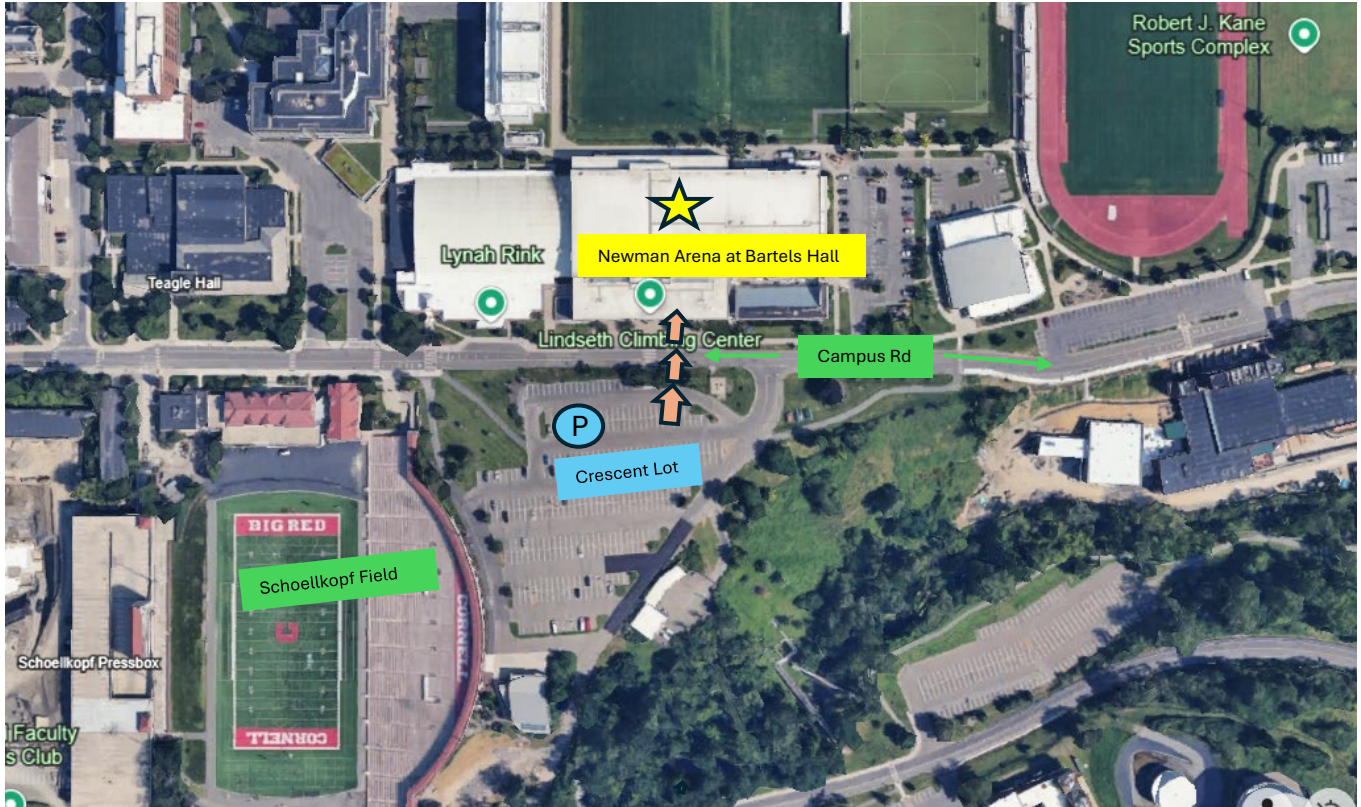 Robert J. Kane
Sports Complex
Newman Arena at Bartels Hall
Lynah Rink
Teagle Hall
Lindseth Climbing Center
Campus Rd
P
Crescent Lot
BIG RED
Schoellkopf Field
CORNELL
C
Schoellkopf Pressbox
CORNELL
Faculty
s Club